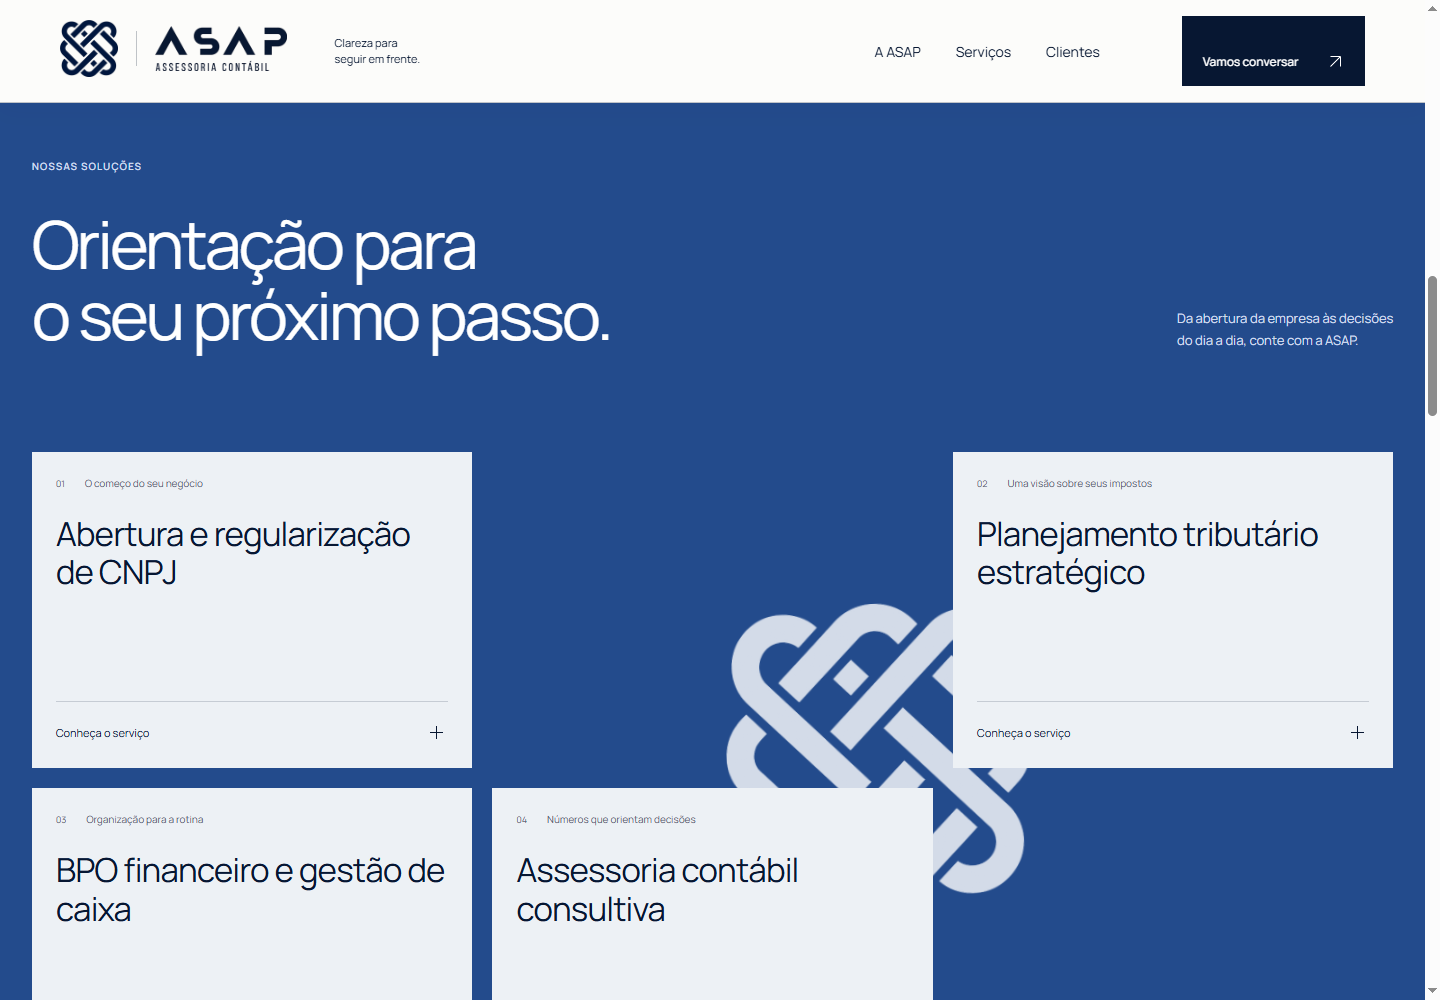 ASAP
ASSESSORIA CONTÁBIL
Clareza para
seguir em frente.
A ASAP
Serviços
Clientes
Vamos conversar
NOSSAS SOLUÇÕES
Orientação para
o seu próximo passo.
Da abertura da empresa às decisões
do dia a dia, conte com a ASAP.
01 O começo do seu negócio
Abertura e regularização
de CNPJ
Conheça o serviço
02 Uma visão sobre seus impostos
Planejamento tributário
estratégico
Conheça o serviço
03 Organização para a rotina
BPO financeiro e gestão de
caixa
04 Números que orientam decisões
Assessoria contábil
consultiva